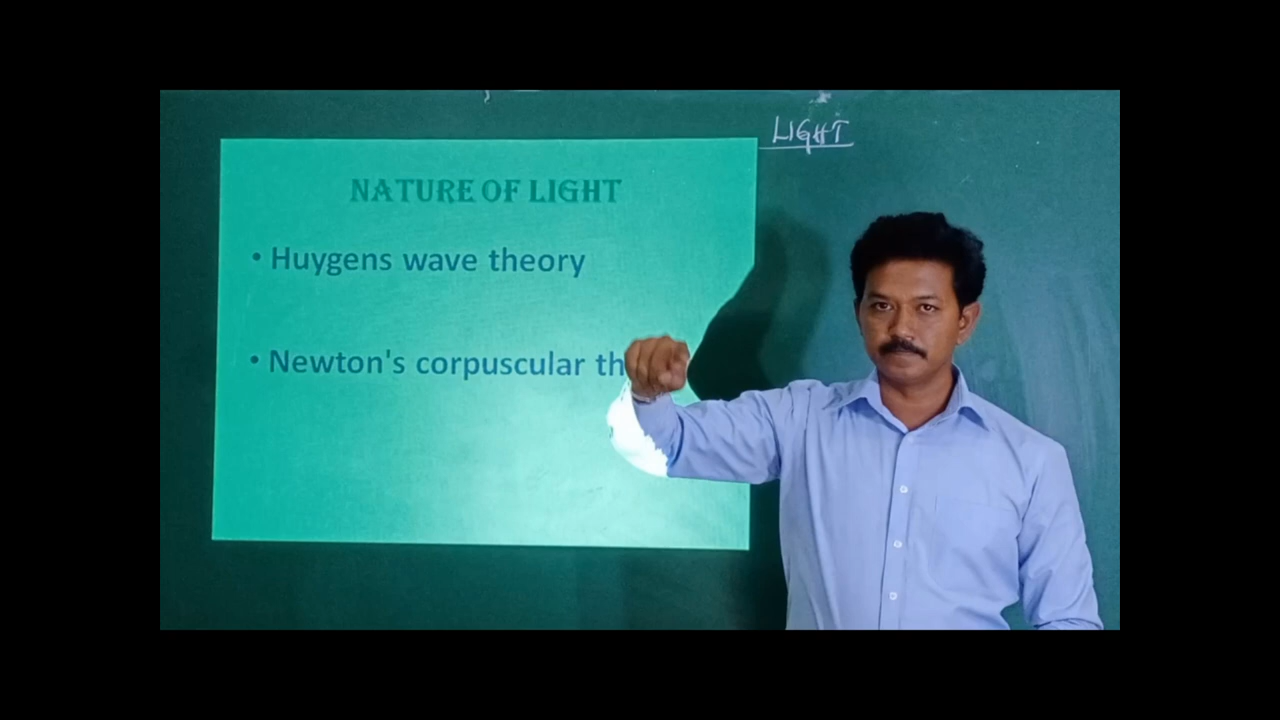 LIGHT
NATURE OF LIGHT
• Huygens wave theory
• Newton's corpuscular th